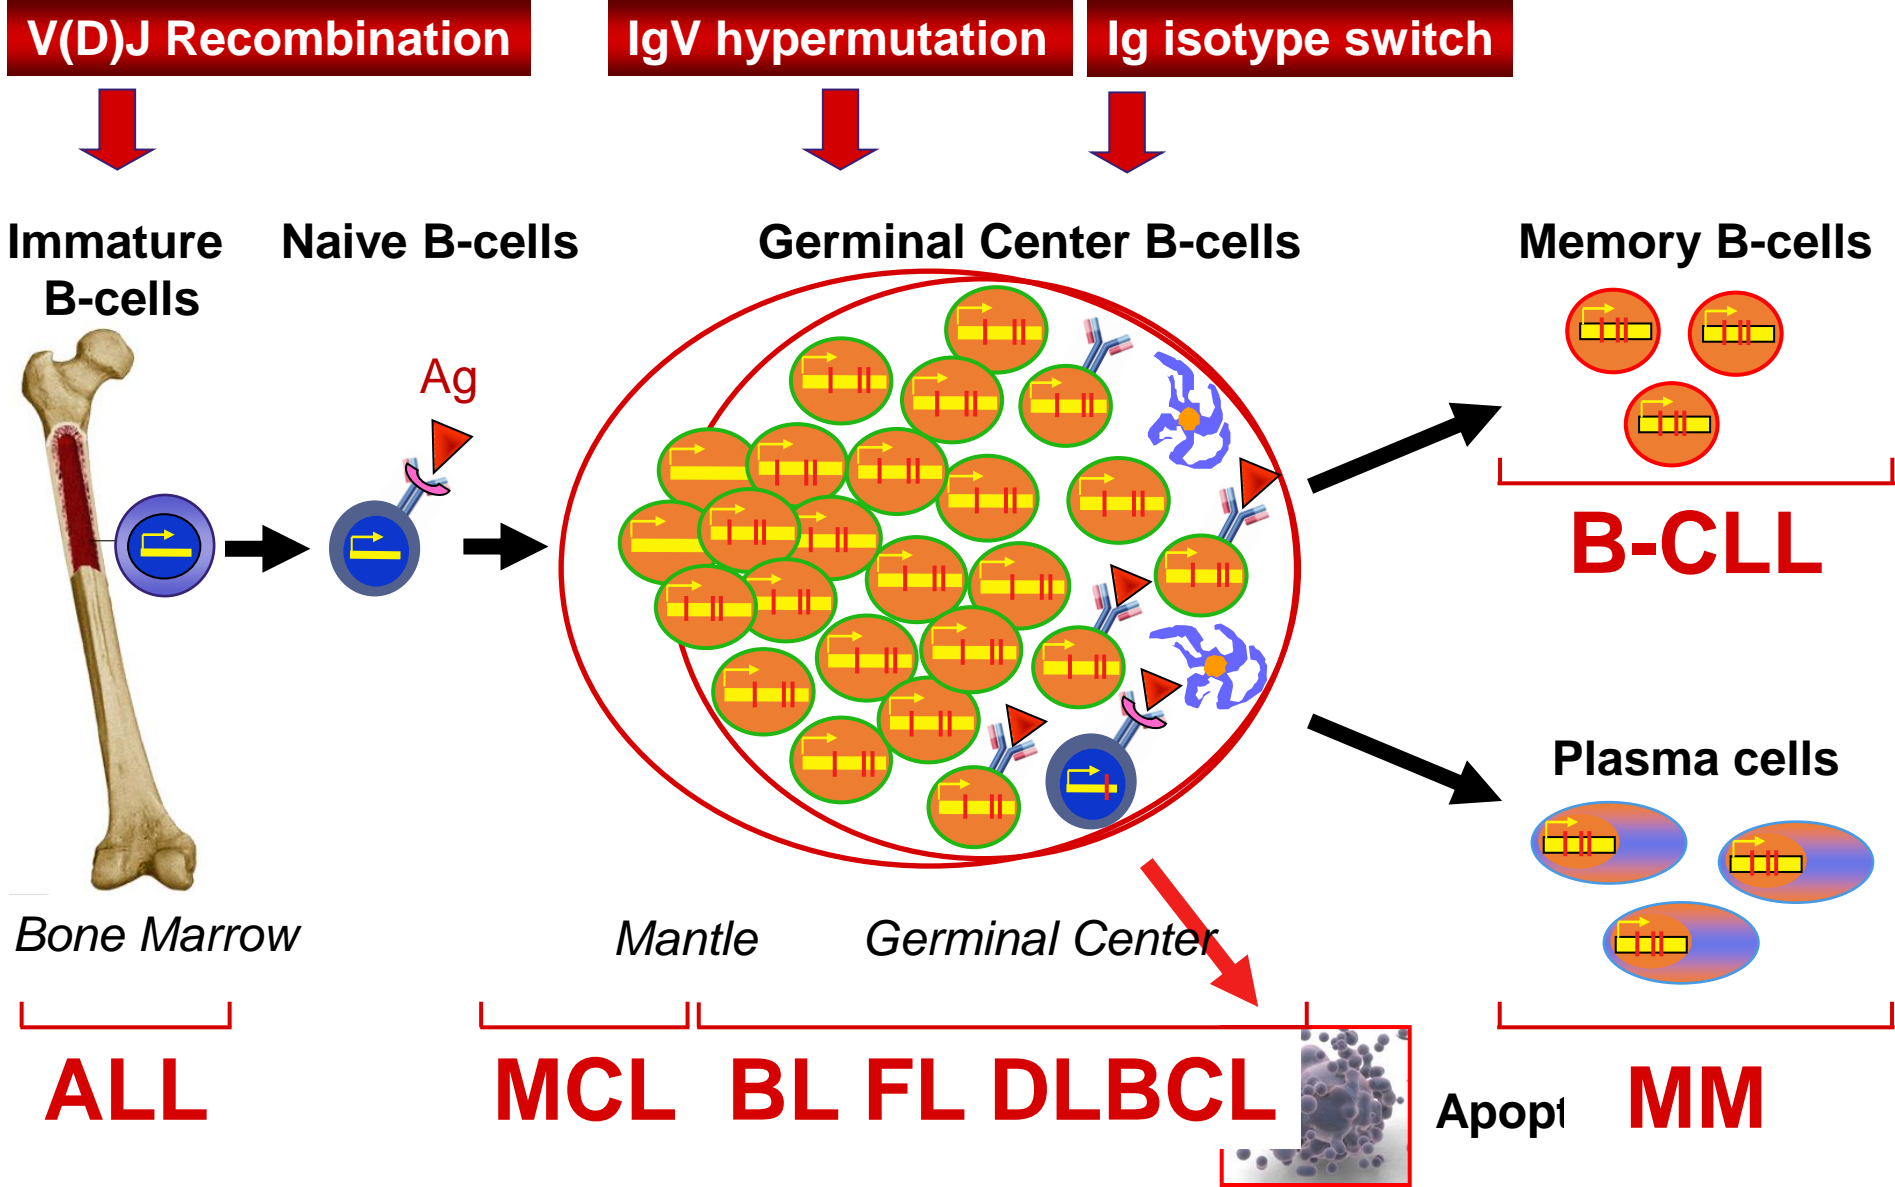 V(D)J Recombination
IgV hypermutation
Ig isotype switch
Immature
B-cells
Naive B-cells
Germinal Center B-cells
Memory B-cells
Ag
B-CLL
Plasma cells
Bone Marrow
Mantle
Germinal Center
ALL
MCL
BL FL DLBCL
Apopt
MM